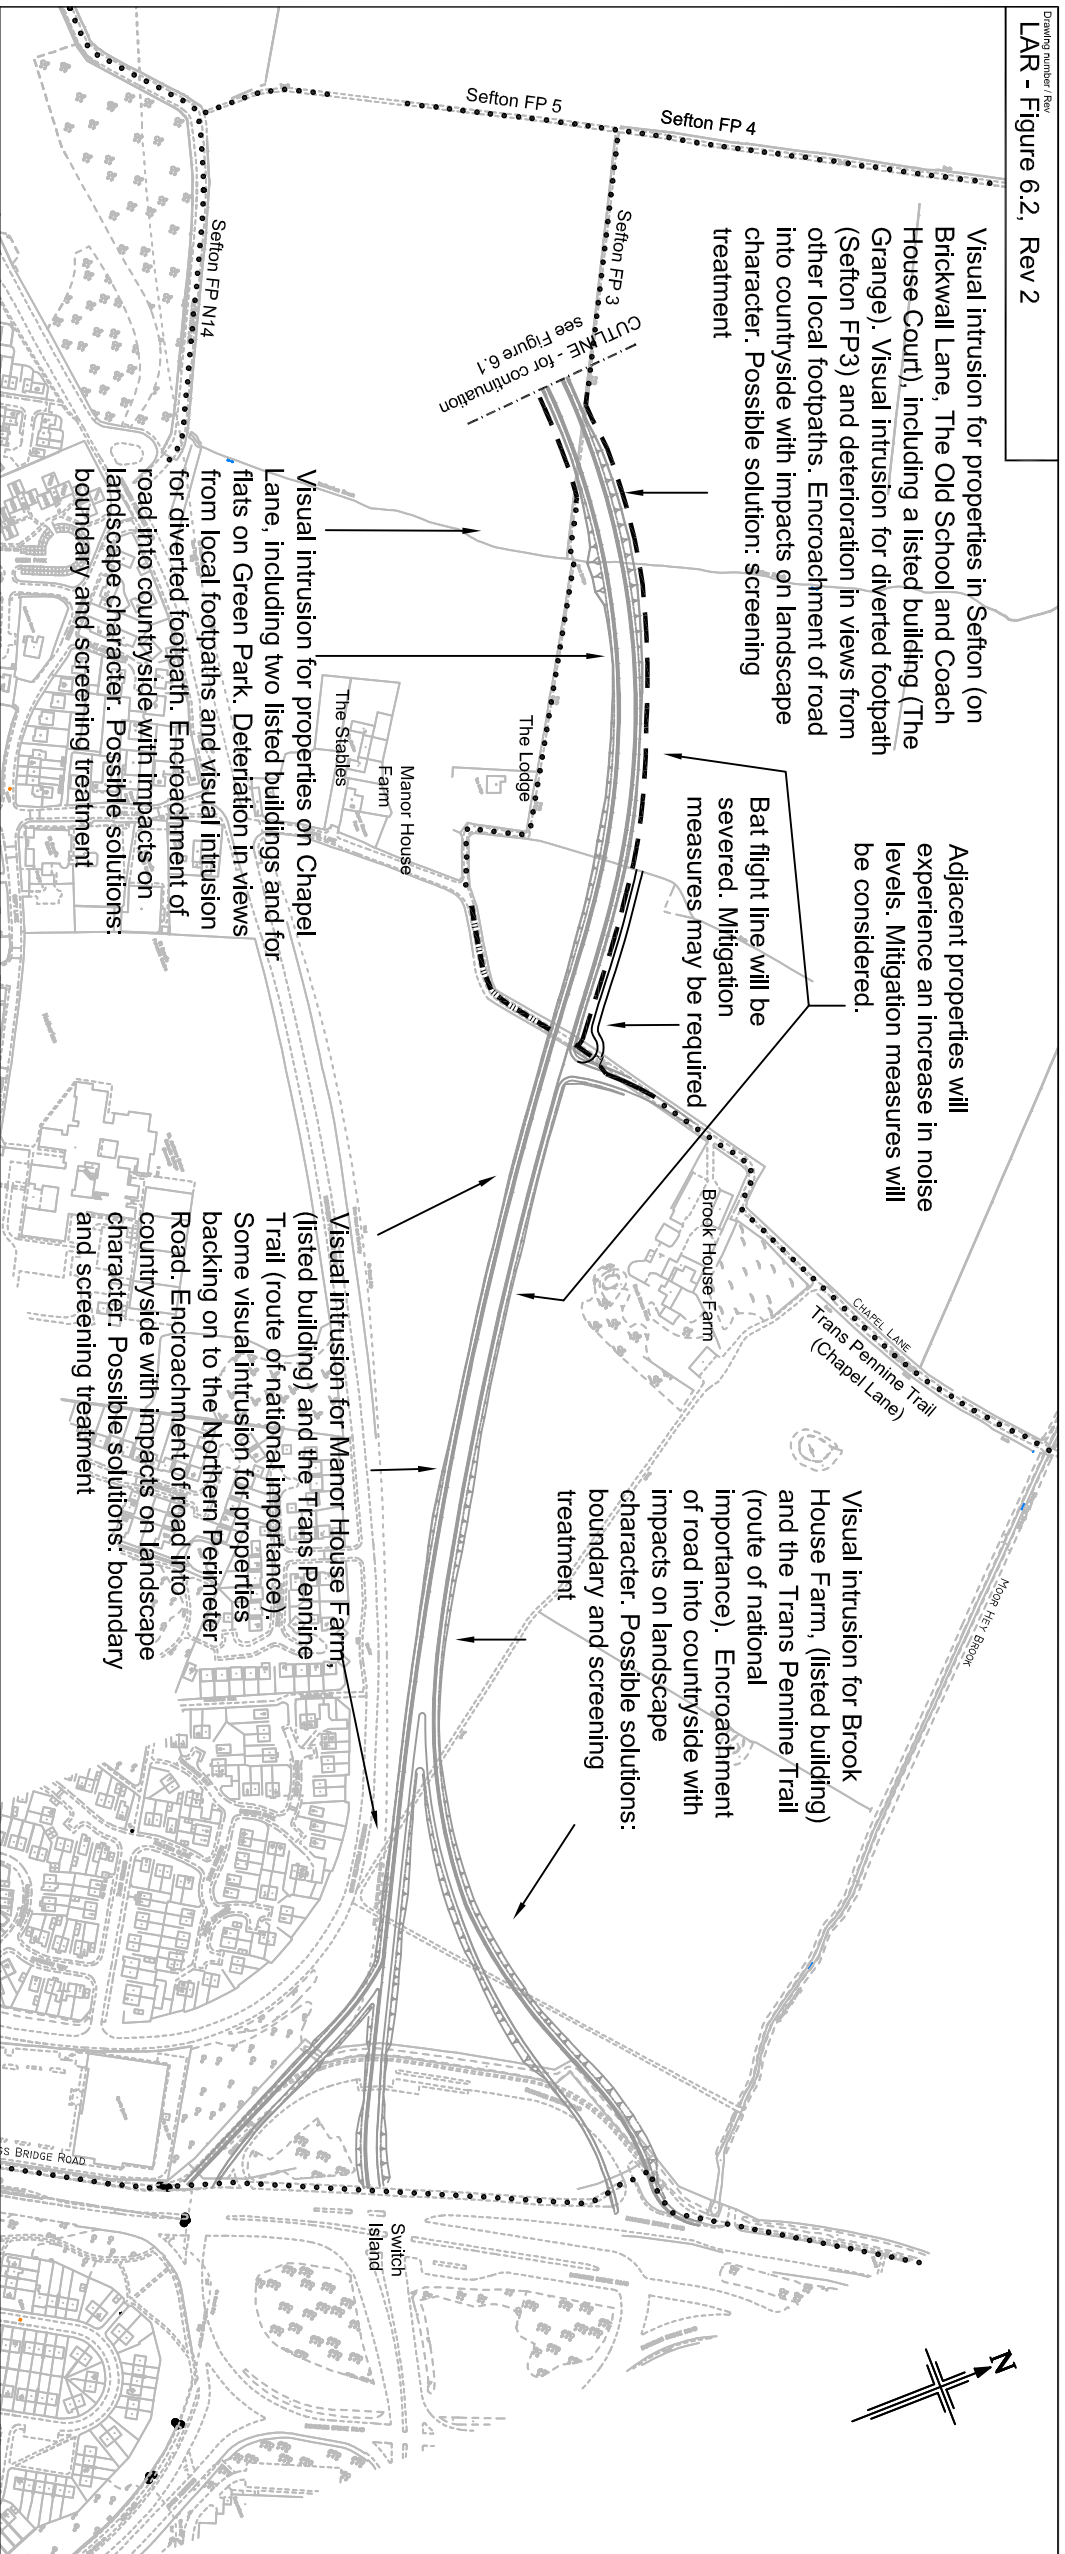 Drawing number / Rev
LAR - Figure 6.2, Rev 2
Sefton FP 5
Sefton FP 4
Sefton FP 3
Sefton FP N14
CUTLINE - for continuation
see Figure 6.1
Visual intrusion for properties in Sefton (on
Brickwall Lane, The Old School and Coach
House Court), including a listed building (The
Grange). Visual intrusion for diverted footpath
(Sefton FP3) and deterioration in views from
other local footpaths. Encroachment of road
into countryside with impacts on landscape
character. Possible solution: screening
treatment
Visual intrusion for properties on Chapel
Lane, including two listed buildings and for
flats on Green Park. Deteriation in views
from local footpaths and visual intrusion
for diverted footpath. Encroachment of
road into countryside with impacts on
landscape character. Possible solutions:
boundary and screening treatment
The Lodge
The Stables
Manor House
Farm
Adjacent properties will
experience an increase in noise
levels. Mitigation measures will
be considered.
Bat flight line will be
severed. Mitigation
measures may be required
Brook House Farm
CHAPEL LANE
Trans Pennine Trail
(Chapel Lane)
Visual intrusion for Manor House Farm,
(listed building) and the Trans Pennine
Trail (route of national importance).
Some visual intrusion for properties
backing on to the Northern Perimeter
Road. Encroachment of road into
countryside with impacts on landscape
character. Possible solutions: boundary
and screening treatment
Visual intrusion for Brook
House Farm, (listed building)
and the Trans Pennine Trail
(route of national
importance). Encroachment
of road into countryside with
impacts on landscape
character. Possible solutions:
boundary and screening
treatment
MOOR HEY BROOK
SS BRIDGE ROAD
Switch
Island
N